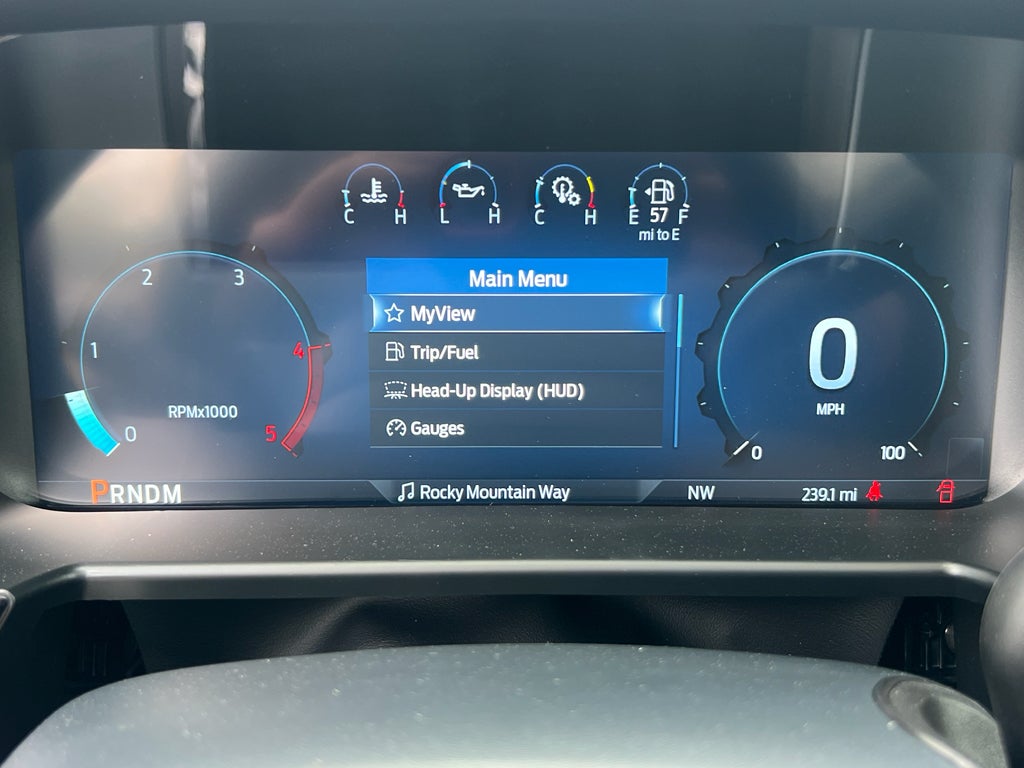 C H
L H
C H
E 57 F
mi to E
Main Menu
MyView
Trip/Fuel
Head-Up Display (HUD)
Gauges
0
1
2
3
4
5
RPMx1000
0
MPH
0
100
PRNDM
Rocky Mountain Way
NW
239.1 mi